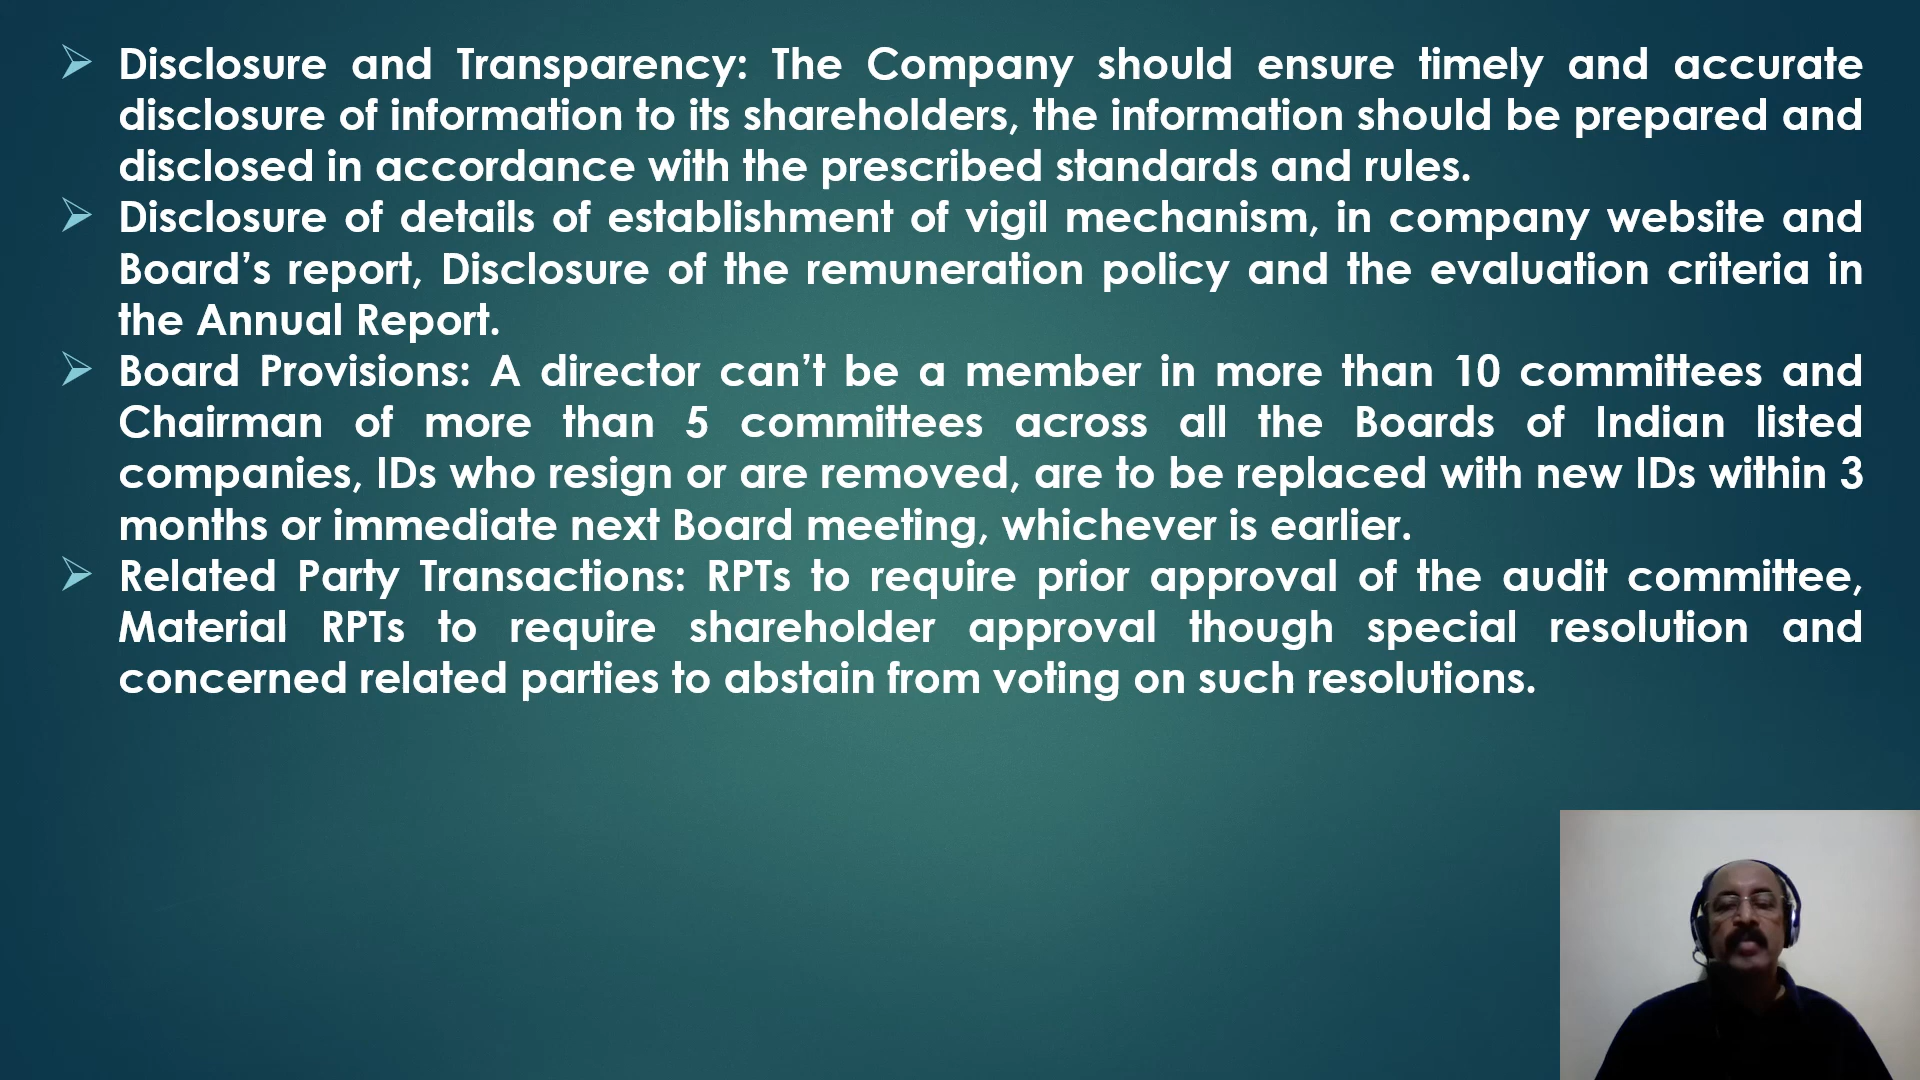 Disclosure and Transparency: The Company should ensure timely and accurate
disclosure of information to its shareholders, the information should be prepared and
disclosed in accordance with the prescribed standards and rules.
Disclosure of details of establishment of vigil mechanism, in company website and
Board’s report, Disclosure of the remuneration policy and the evaluation criteria in
the Annual Report.
Board Provisions: A director can’t be a member in more than 10 committees and
Chairman of more than 5 committees across all the Boards of Indian listed
companies, IDs who resign or are removed, are to be replaced with new IDs within 3
months or immediate next Board meeting, whichever is earlier.
Related Party Transactions: RPTs to require prior approval of the audit committee,
Material RPTs to require shareholder approval though special resolution and
concerned related parties to abstain from voting on such resolutions.